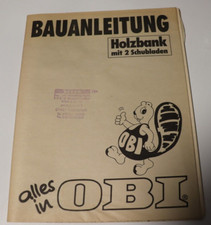 BAUANLEITUNG
Holzbank
mit 2 Schubladen
OBI
alles
in OBI